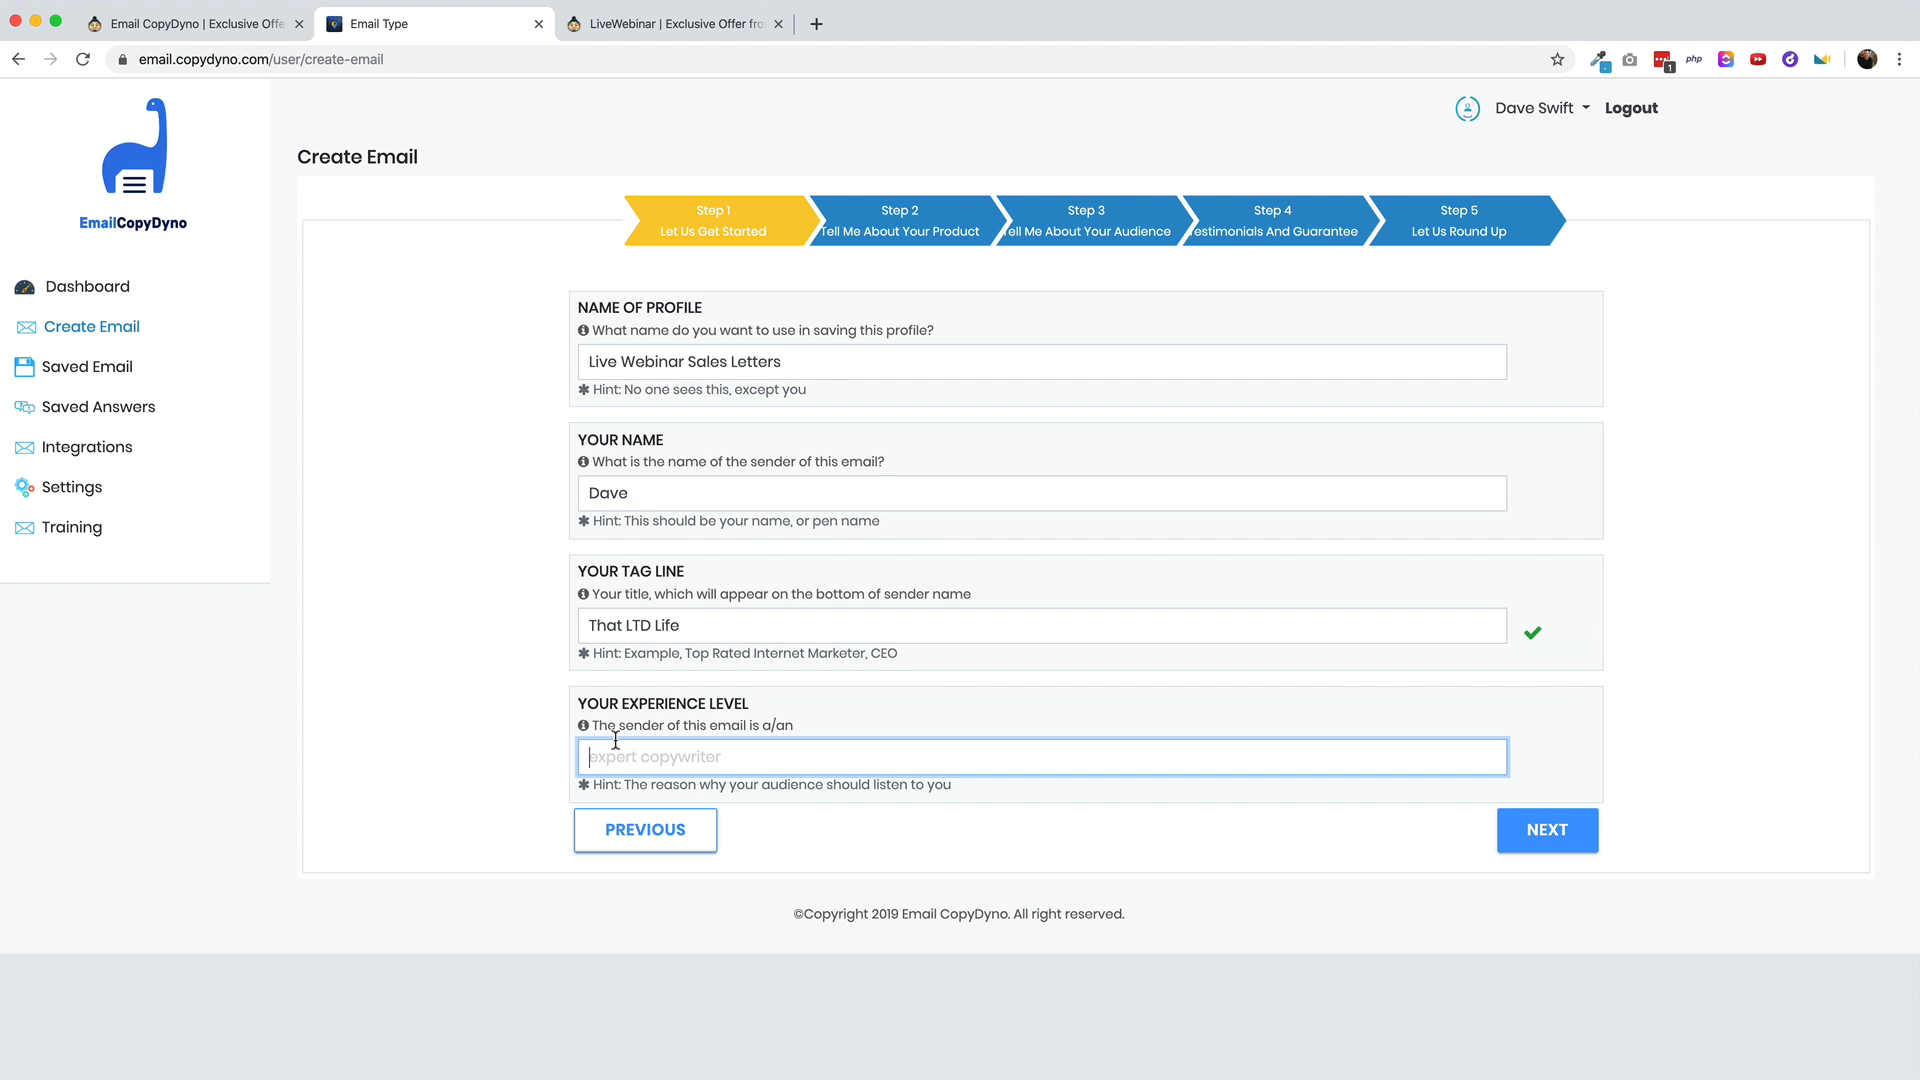 Email CopyDyno | Exclusive Offe
Email Type
LiveWebinar | Exclusive Offer fro
email.copydyno.com/user/create-email
1
php
EmailCopyDyno
Dave Swift
Logout
Create Email
Step 1
Let Us Get Started
Step 2
Tell Me About Your Product
Step 3
ell Me About Your Audience
Step 4
estimonials And Guarantee
Step 5
Let Us Round Up
Dashboard
Create Email
Saved Email
Saved Answers
Integrations
Settings
Training
NAME OF PROFILE
What name do you want to use in saving this profile?
Live Webinar Sales Letters
✱ Hint: No one sees this, except you
YOUR NAME
What is the name of the sender of this email?
Dave
✱ Hint: This should be your name, or pen name
YOUR TAG LINE
Your title, which will appear on the bottom of sender name
That LTD Life
✱ Hint: Example, Top Rated Internet Marketer, CEO
YOUR EXPERIENCE LEVEL
The sender of this email is a/an
expert copywriter
✱ Hint: The reason why your audience should listen to you
PREVIOUS
NEXT
©Copyright 2019 Email CopyDyno. All right reserved.